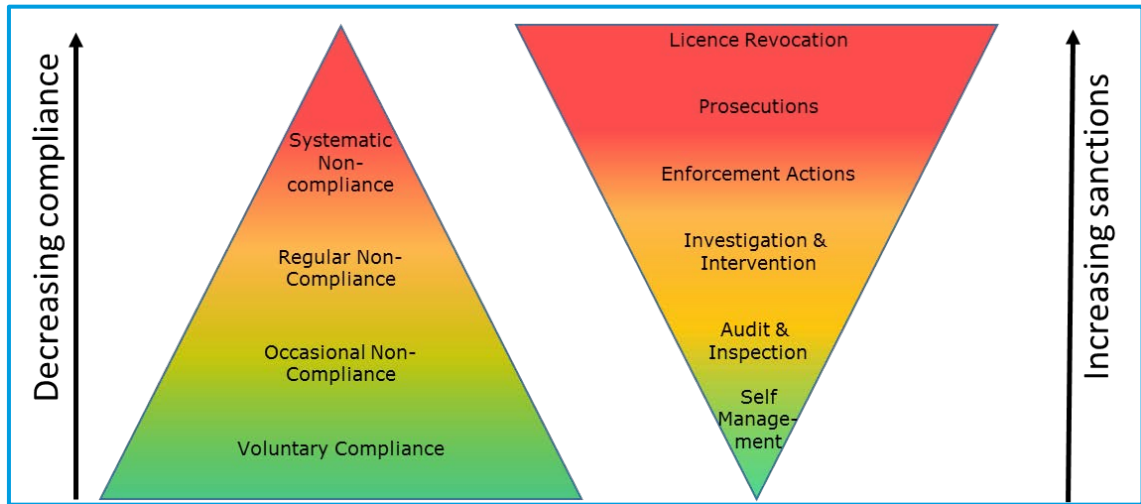 Decreasing compliance
Systematic
Non-
compliance
Regular Non-
Compliance
Occasional Non-
Compliance
Voluntary Compliance
Licence Revocation
Prosecutions
Enforcement Actions
Investigation &
Intervention
Audit &
Inspection
Self
Manage-
ment
Increasing sanctions